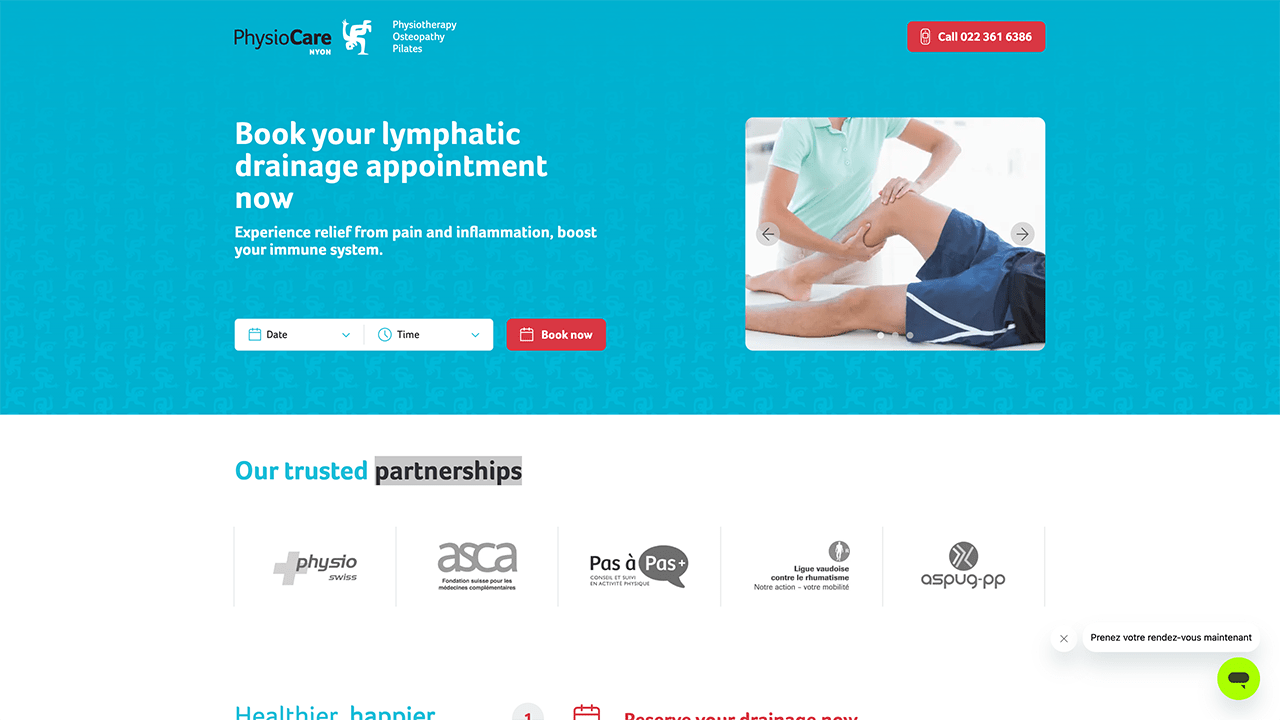 PhysioCare
NYON
Physiotherapy
Osteopathy
Pilates
Call 022 361 6386
Book your lymphatic
drainage appointment
now
Experience relief from pain and inflammation, boost
your immune system.
Date
Time
Book now
Our trusted partnerships
physio
swiss
asca
Fondation suisse pour les
médecines complémentaires
Pas à Pas+
CONSEIL ET SUIVI
EN ACTIVITÉ PHYSIQUE
Ligue vaudoise
contre le rhumatisme
Notre action – votre mobilité
aspug-pp
Prenez votre rendez-vous maintenant
Healthier, happier
1
Reserve your drainage now